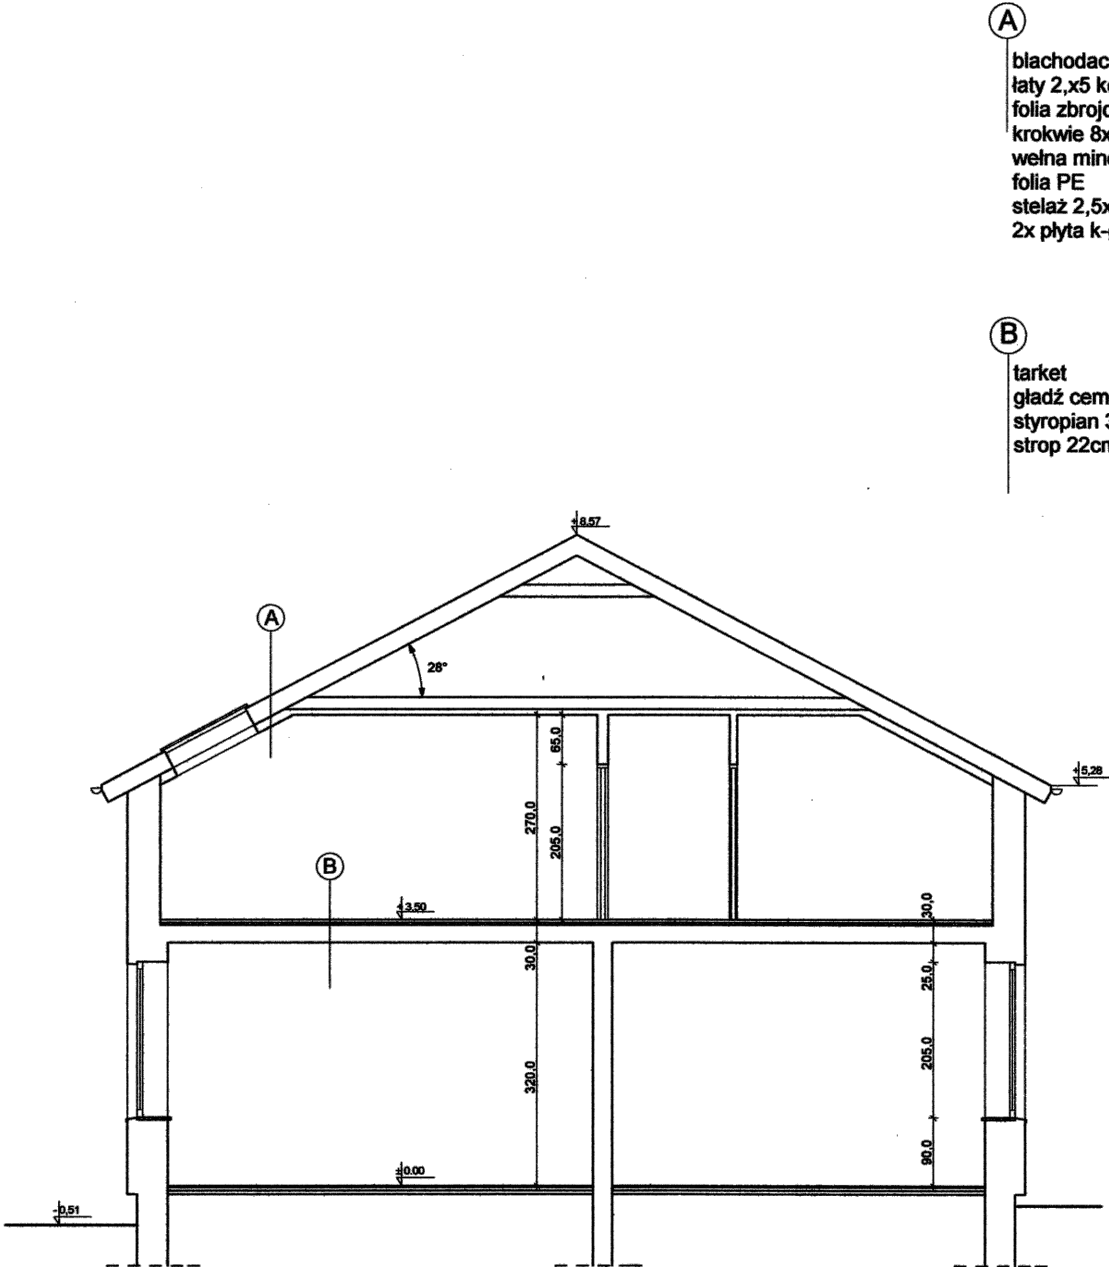 A
blachodac
łaty 2,x5 k
folia zbroj
krokwie 8x
wełna min
folia PE
stelaż 2,5x
2x płyta k-
B
tarket
gładź cem
styropian 3
strop 22cm
+8.57
A
28°
65,0
+5,28
270,0
205,0
B
+3.50
30,0
30,0
25,0
320,0
205,0
90,0
±0.00
-0,51